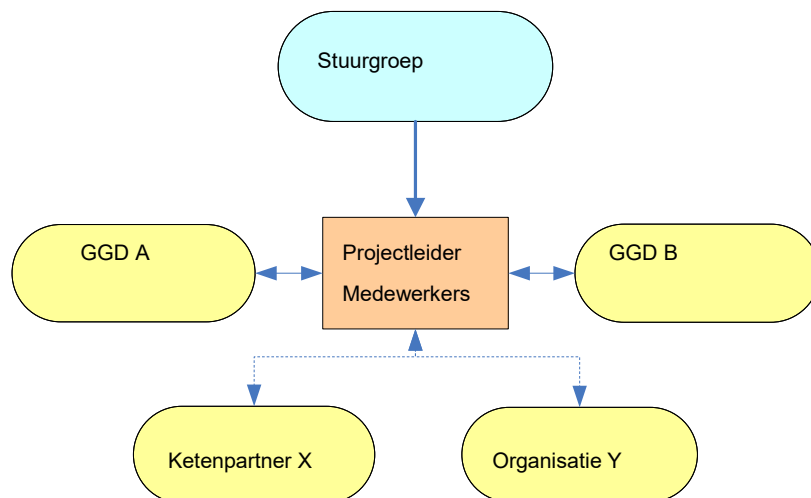 Stuurgroep
GGD A
Projectleider
Medewerkers
GGD B
Ketenpartner X
Organisatie Y